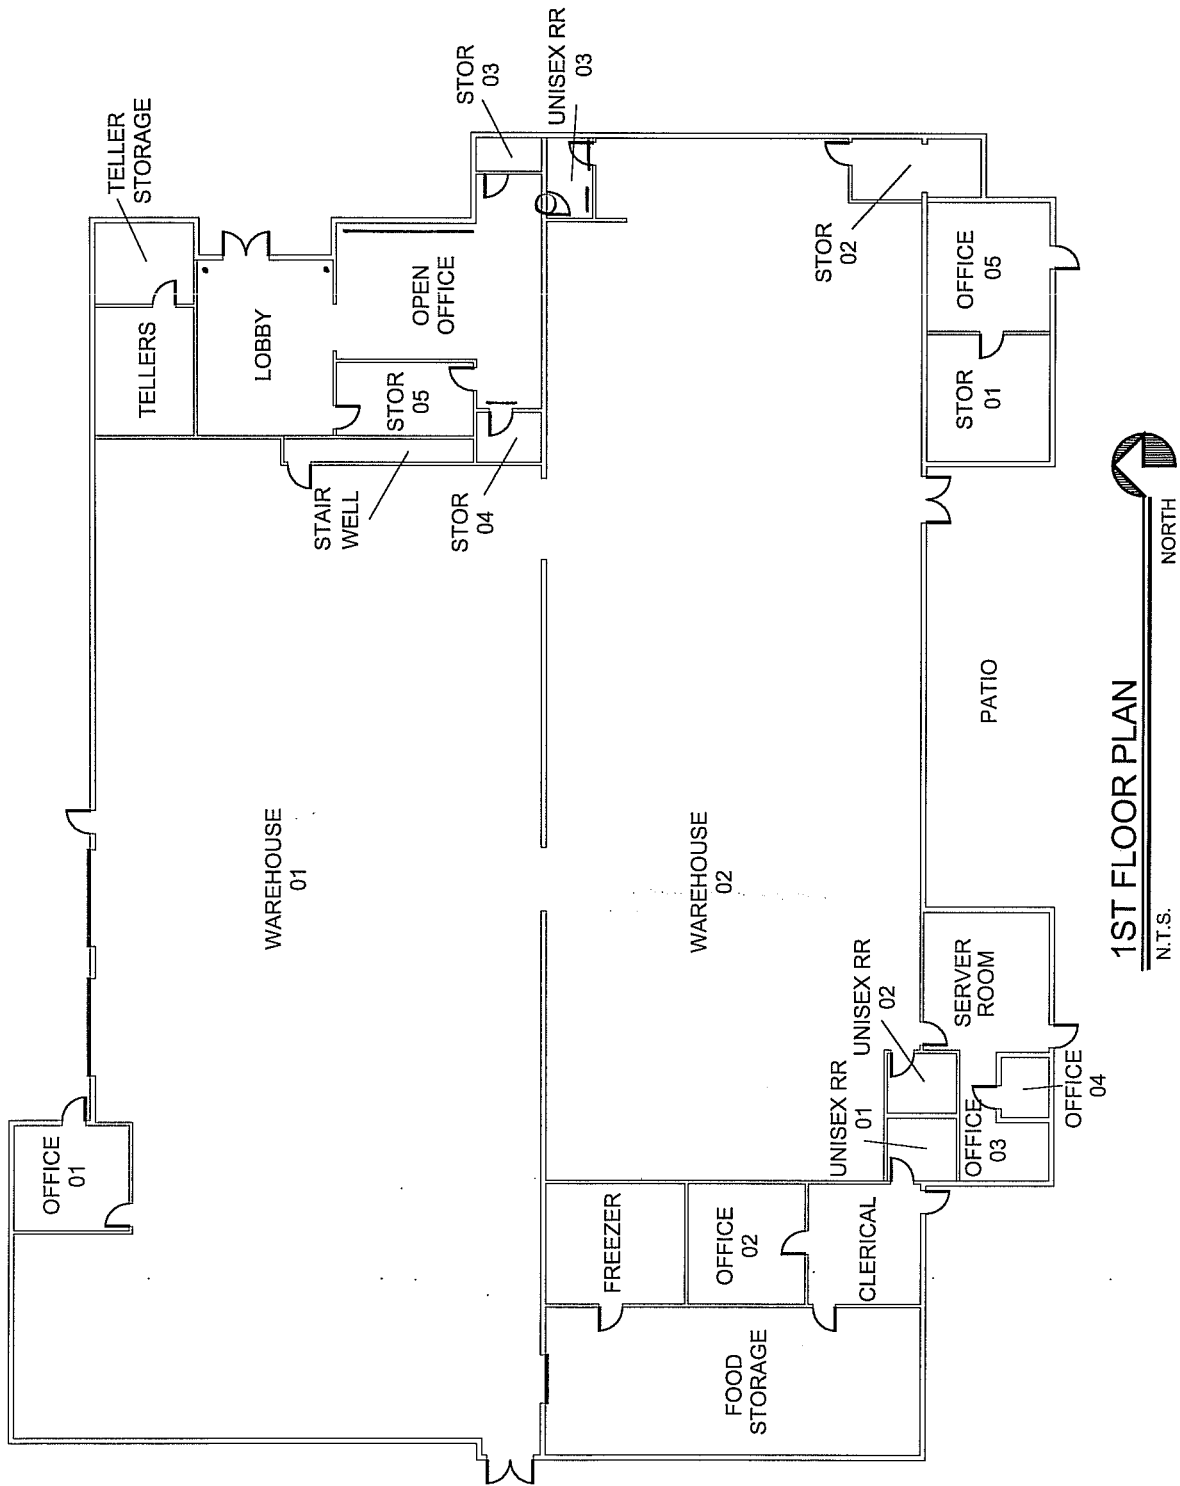 TELLER
STORAGE
STOR
03
UNISEX RR
03
TELLERS
LOBBY
OPEN
OFFICE
STOR
05
STAIR
WELL
STOR
04
STOR
02
OFFICE
05
STOR
01
WAREHOUSE
01
WAREHOUSE
02
PATIO
OFFICE
01
UNISEX RR
02
UNISEX RR
01
SERVER
ROOM
OFFICE
03
OFFICE
04
FREEZER
OFFICE
02
CLERICAL
FOOD
STORAGE
1ST FLOOR PLAN
N.T.S.
NORTH